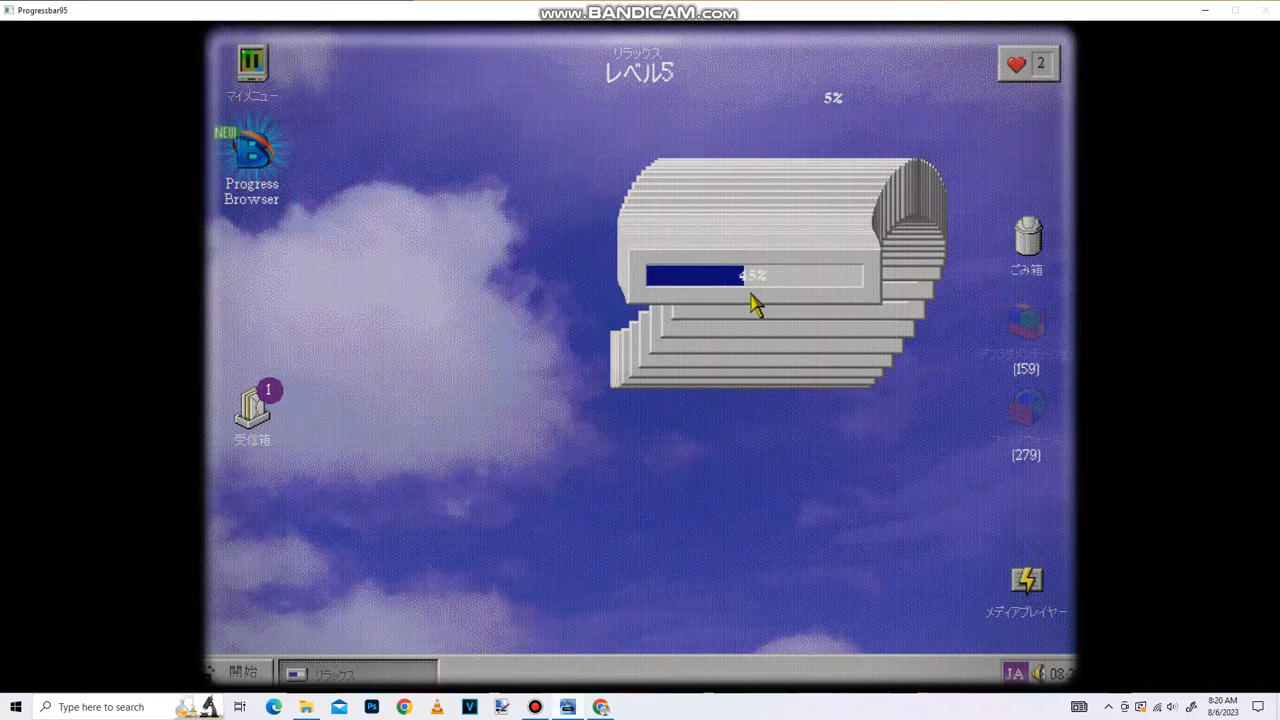 Progressbar95
www.BANDICAM.com
マイメニュー
リラックス
レベル5
2
5%
NEW
Progress
Browser
45%
ごみ箱
(159)
(279)
1
受信箱
メディアプレイヤー
開始
リラックス
JA
Type here to search
8:20 AM
8/6/2023